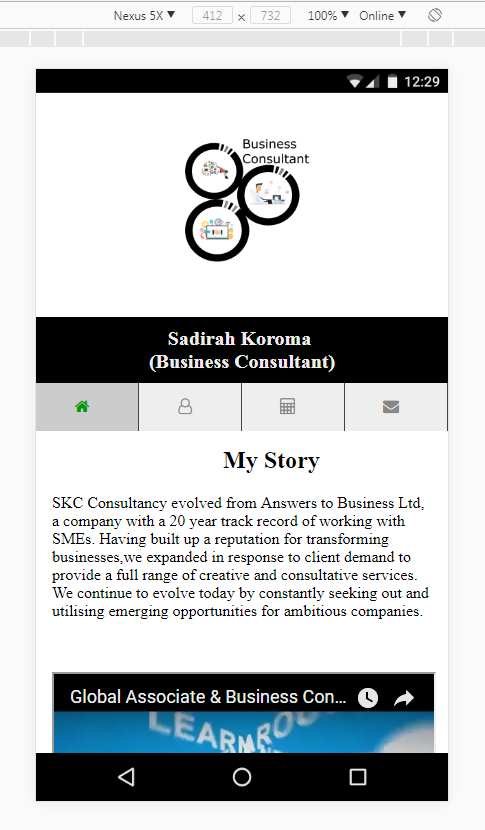 Nexus 5X ▼ 412 x 732 100% ▼ Online ▼
12:29
Business
Consultant
Sadirah Koroma
(Business Consultant)
My Story
SKC Consultancy evolved from Answers to Business Ltd,
a company with a 20 year track record of working with
SMEs. Having built up a reputation for transforming
businesses,we expanded in response to client demand to
provide a full range of creative and consultative services.
We continue to evolve today by constantly seeking out and
utilising emerging opportunities for ambitious companies.
Global Associate & Business Con...
LEARN